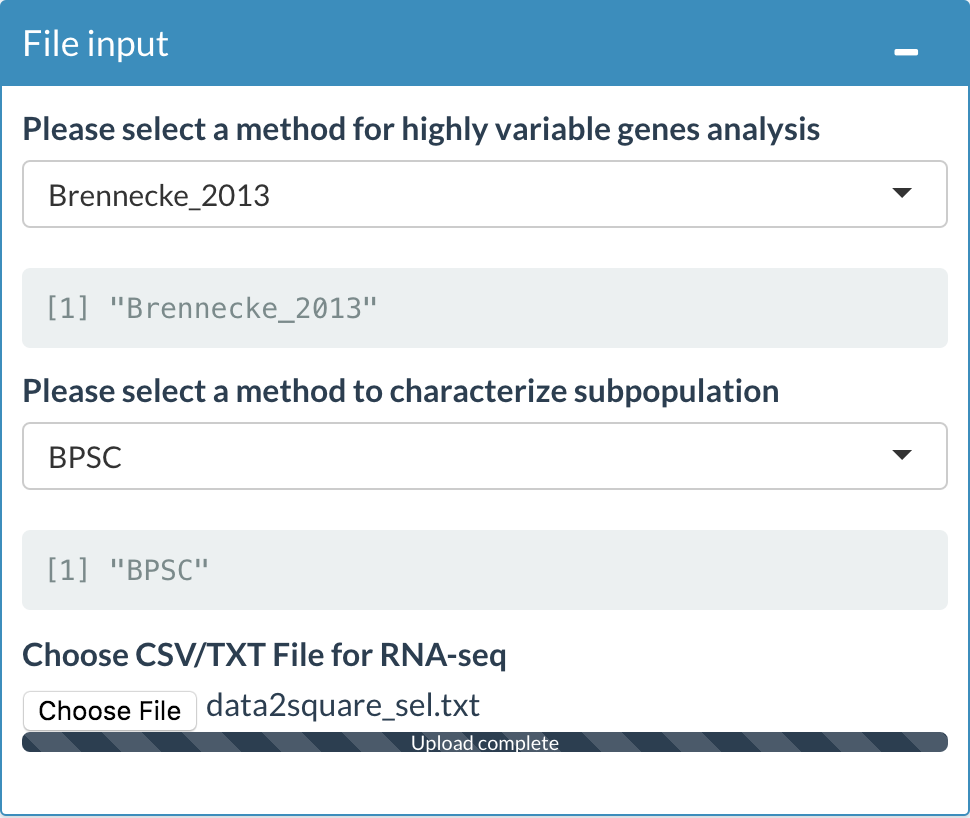 File input
Please select a method for highly variable genes analysis
Brennecke_2013
[1] "Brennecke_2013"
Please select a method to characterize subpopulation
BPSC
[1] "BPSC"
Choose CSV/TXT File for RNA-seq
Choose File data2square_sel.txt
Upload complete